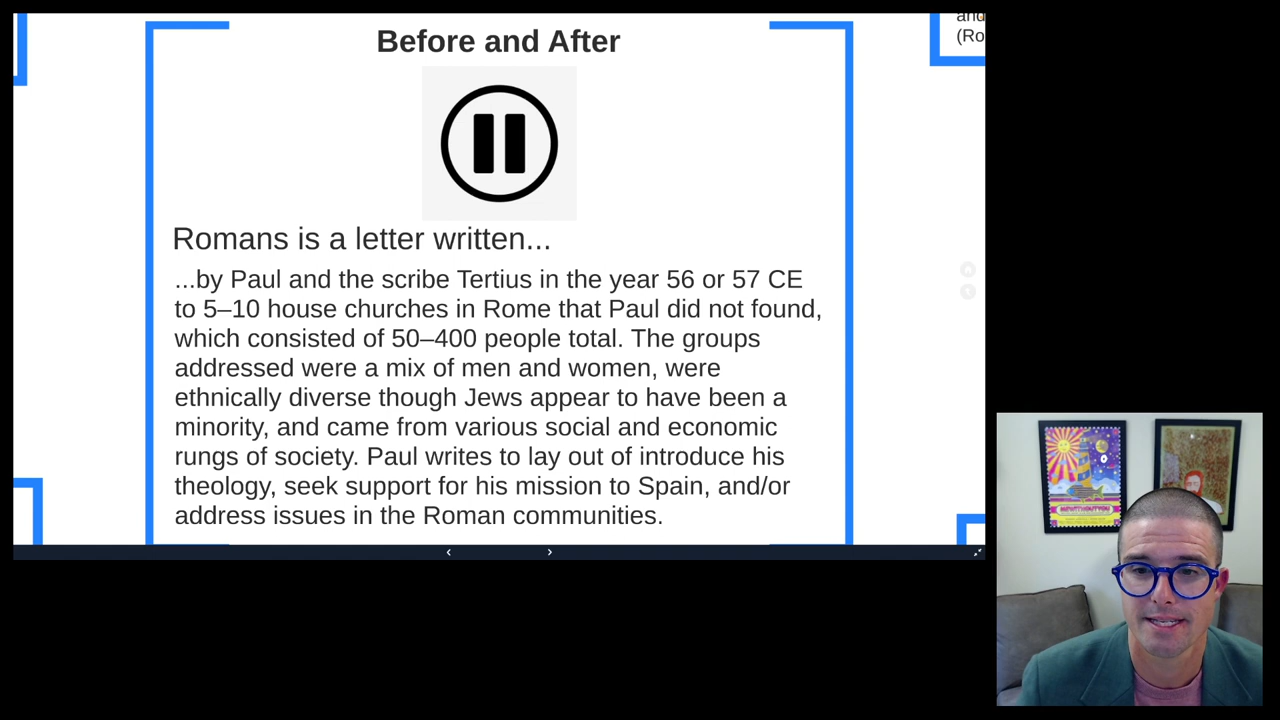 Before and After
and
(Ro
Romans is a letter written...
...by Paul and the scribe Tertius in the year 56 or 57 CE
to 5–10 house churches in Rome that Paul did not found,
which consisted of 50–400 people total. The groups
addressed were a mix of men and women, were
ethnically diverse though Jews appear to have been a
minority, and came from various social and economic
rungs of society. Paul writes to lay out of introduce his
theology, seek support for his mission to Spain, and/or
address issues in the Roman communities.
MEWITHOUTYOU